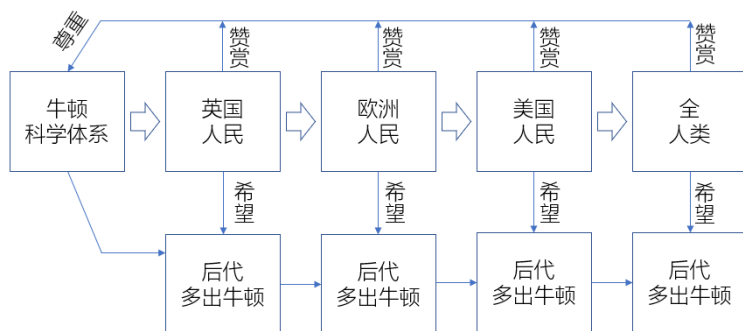 尊重
赞赏
赞赏
赞赏
赞赏
牛顿
科学体系
英国
人民
欧洲
人民
美国
人民
全
人类
希望
希望
希望
希望
后代
多出牛顿
后代
多出牛顿
后代
多出牛顿
后代
多出牛顿